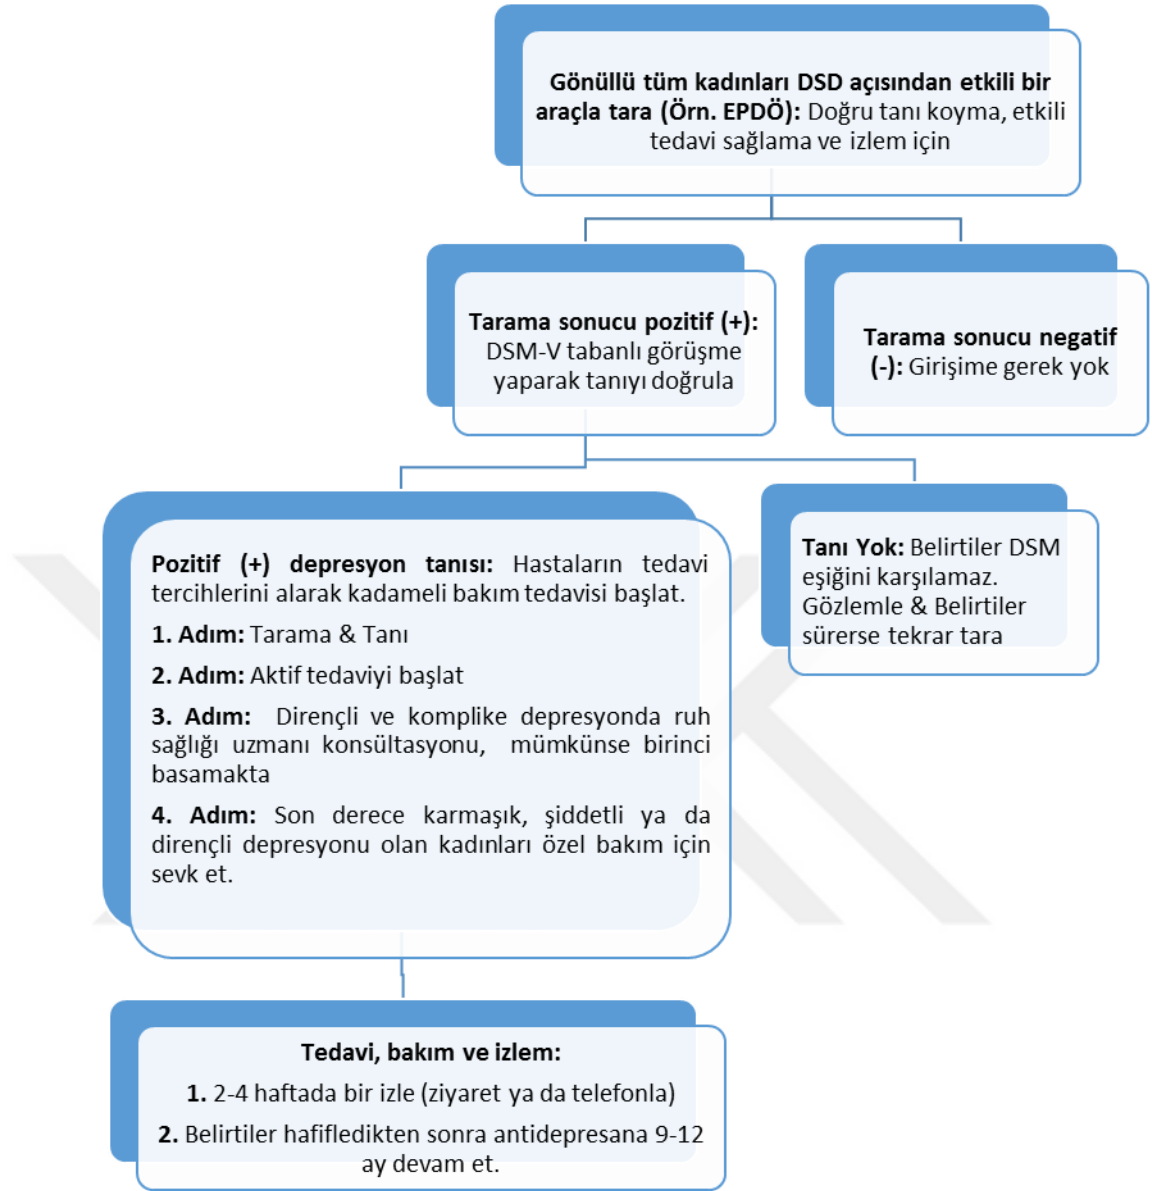 Gönüllü tüm kadınları DSD açısından etkili bir
araçla tara (Örn. EPDÖ): Doğru tanı koyma, etkili
tedavi sağlama ve izlem için
Tarama sonucu pozitif (+):
DSM-V tabanlı görüşme
yaparak tanıyı doğrula
Tarama sonucu negatif
(-): Girişime gerek yok
Pozitif (+) depresyon tanısı: Hastaların tedavi
tercihlerini alarak kadameli bakım tedavisi başlat.
1. Adım: Tarama & Tanı
2. Adım: Aktif tedaviyi başlat
3. Adım: Dirençli ve komplike depresyonda ruh
sağlığı uzmanı konsültasyonu, mümkünse birinci
basamakta
4. Adım: Son derece karmaşık, şiddetli ya da
dirençli depresyonu olan kadınları özel bakım için
sevk et.
Tanı Yok: Belirtiler DSM
eşiğini karşılamaz.
Gözlemle & Belirtiler
sürerse tekrar tara
Tedavi, bakım ve izlem:
1. 2-4 haftada bir izle (ziyaret ya da telefonla)
2. Belirtiler hafifledikten sonra antidepresana 9-12
ay devam et.